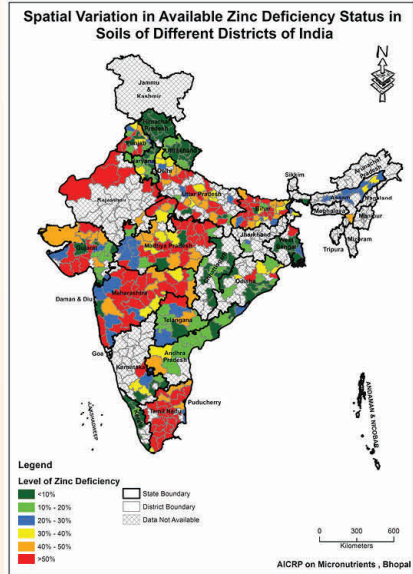 Spatial Variation in Available Zinc Deficiency Status in
Soils of Different Districts of India
N
Jammu
&
Kashmir
Himachal
Pradesh
Punjab
Uttarakhand
Haryana
Delhi
Arunachal
Pradesh
Sikkim
Rajasthan
Uttar Pradesh
Assam
Nagaland
Bihar
Meghalaya
Manipur
Jharkhand
Tripura
Mizoram
Gujarat
Madhya Pradesh
West
Bengal
Chhattisgarh
Odisha
Daman & Diu
Maharashtra
Telangana
Goa
Andhra
Pradesh
Karnataka
Puducherry
Tamil Nadu
Kerala
LAKSHADWEEP
ANDAMAN & NICOBAR
Legend
Level of Zinc Deficiency
<10%
10% - 20%
20% - 30%
30% - 40%
40% - 50%
>50%
State Boundary
District Boundary
Data Not Available
0 300 600
Kilometers
AICRP on Micronutrients , Bhopal